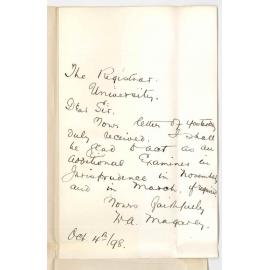 The Registrar.
University.
Dear Sir.
Yours letter of yesterday
duly received. I shall
be glad to act as an
additional Examiner in
Jurisprudence in November
and in March, if required
Yours faithfully
W.A. Magarey.
Oct 4th/98.